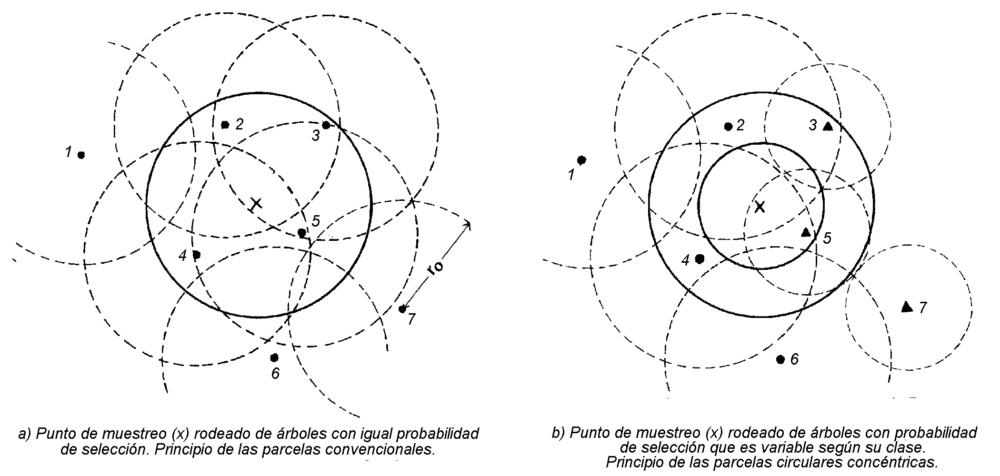 1
2
3
4
5
6
7
ro
a) Punto de muestreo (x) rodeado de árboles con igual probabilidad
de selección. Principio de las parcelas convencionales.
1
2
3
4
5
6
7
b) Punto de muestreo (x) rodeado de árboles con probabilidad
de selección que es variable según su clase.
Principio de las parcelas circulares concéntricas.